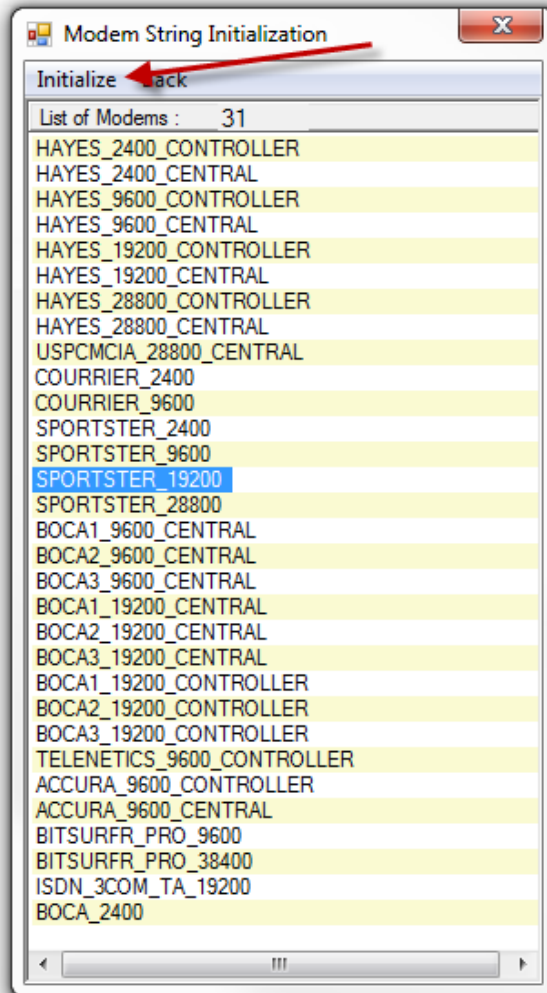 Modem String Initialization
Initialize Back
List of Modems : 31
HAYES_2400_CONTROLLER
HAYES_2400_CENTRAL
HAYES_9600_CONTROLLER
HAYES_9600_CENTRAL
HAYES_19200_CONTROLLER
HAYES_19200_CENTRAL
HAYES_28800_CONTROLLER
HAYES_28800_CENTRAL
USPCMCIA_28800_CENTRAL
COURRIER_2400
COURRIER_9600
SPORTSTER_2400
SPORTSTER_9600
SPORTSTER_19200
SPORTSTER_28800
BOCA1_9600_CENTRAL
BOCA2_9600_CENTRAL
BOCA3_9600_CENTRAL
BOCA1_19200_CENTRAL
BOCA2_19200_CENTRAL
BOCA3_19200_CENTRAL
BOCA1_19200_CONTROLLER
BOCA2_19200_CONTROLLER
BOCA3_19200_CONTROLLER
TELENETICS_9600_CONTROLLER
ACCURA_9600_CONTROLLER
ACCURA_9600_CENTRAL
BITSURFR_PRO_9600
BITSURFR_PRO_38400
ISDN_3COM_TA_19200
BOCA_2400